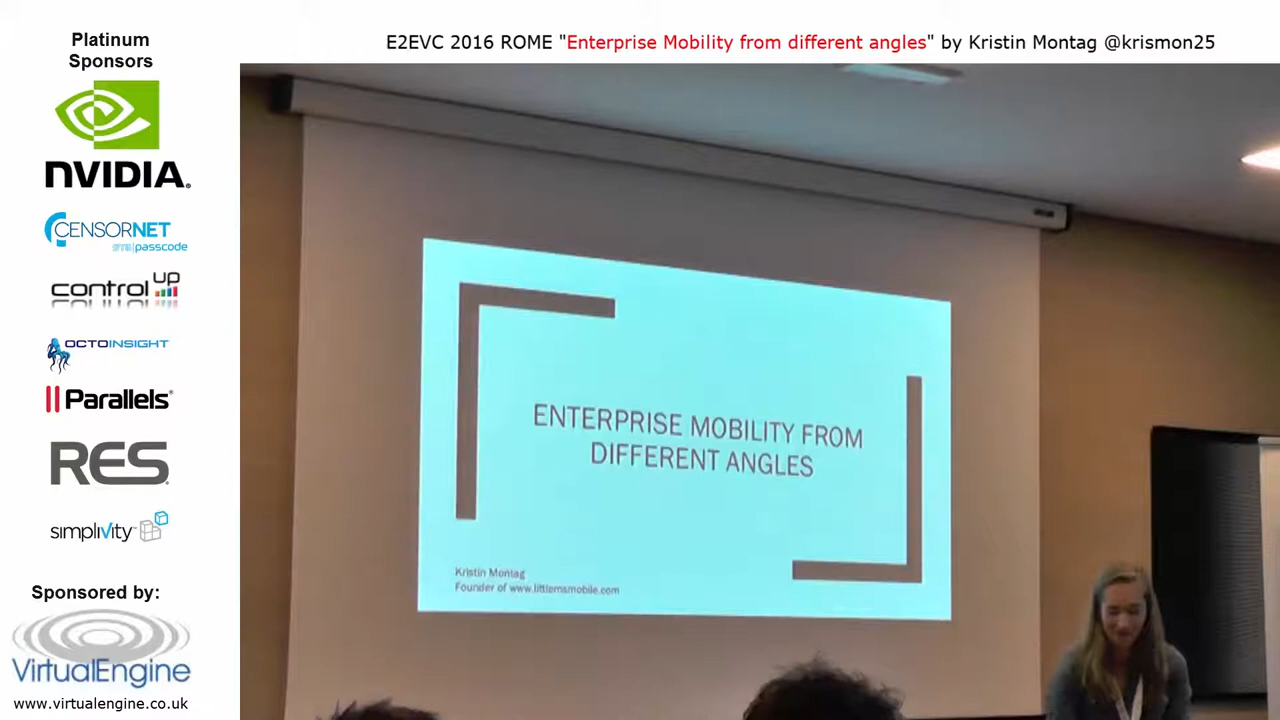 Platinum
Sponsors
E2EVC 2016 ROME "Enterprise Mobility from different angles" by Kristin Montag @krismon25
NVIDIA.
CENSORNET
SMS|passcode
control up
OCTOINSIGHT
Parallels®
RES
simplivity™
Sponsored by:
VirtualEngine
www.virtualengine.co.uk
ENTERPRISE MOBILITY FROM
DIFFERENT ANGLES
Kristin Montag
Founder of www.littlemsmobile.com